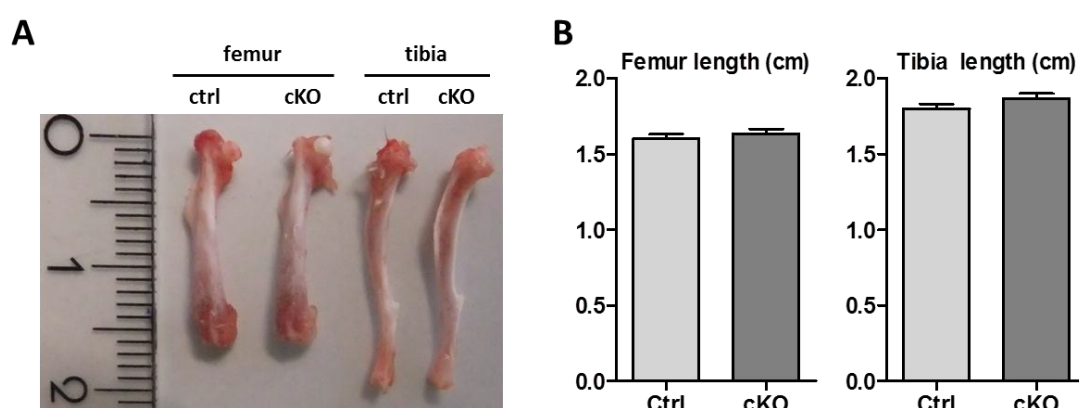 A
femur
tibia
ctrl
cKO
ctrl
cKO
0
1
2
B
Femur length (cm)
2.0
1.5
1.0
0.5
0.0
Ctrl
cKO
Tibia length (cm)
2.0
1.5
1.0
0.5
0.0
Ctrl
cKO